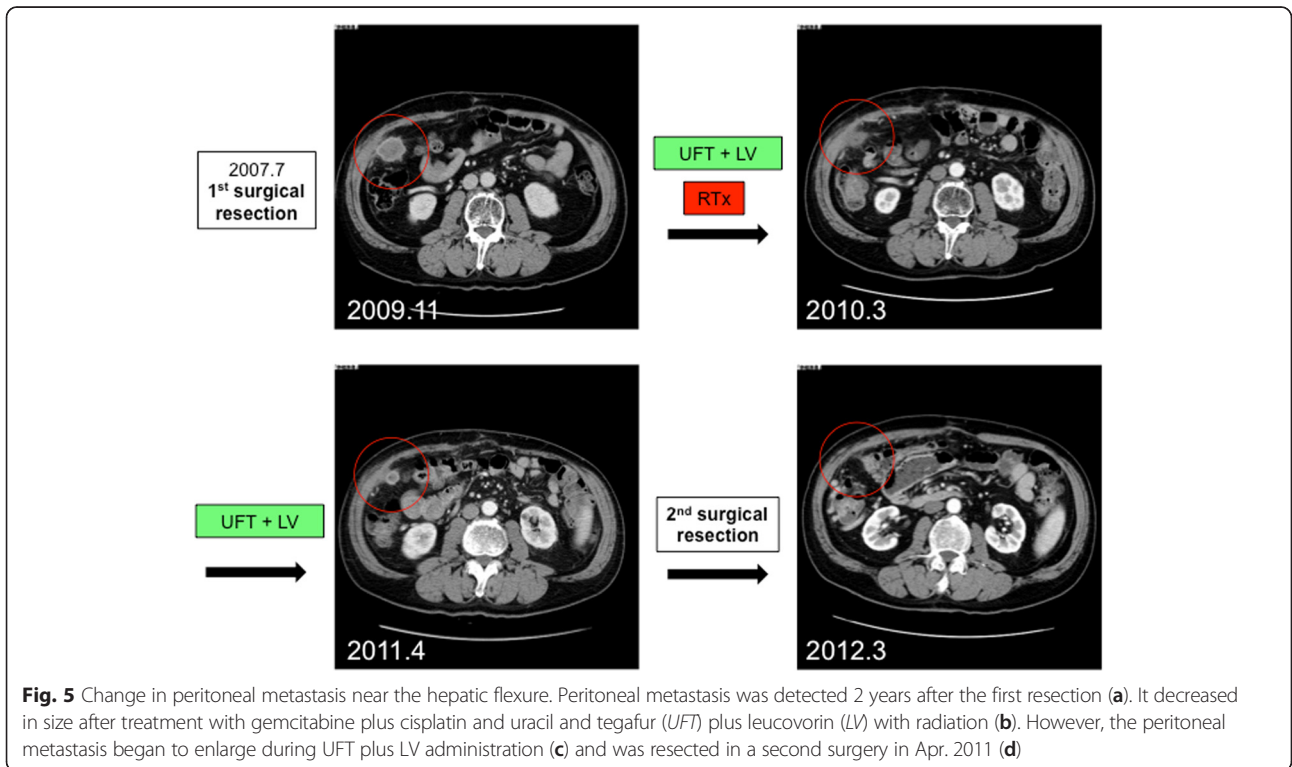 2007.7
1st surgical
resection
2009.11
UFT + LV
RTx
2010.3
UFT + LV
2011.4
2nd surgical
resection
2012.3
Fig. 5 Change in peritoneal metastasis near the hepatic flexure. Peritoneal metastasis was detected 2 years after the first resection (a). It decreased
in size after treatment with gemcitabine plus cisplatin and uracil and tegafur (UFT) plus leucovorin (LV) with radiation (b). However, the peritoneal
metastasis began to enlarge during UFT plus LV administration (c) and was resected in a second surgery in Apr. 2011 (d)